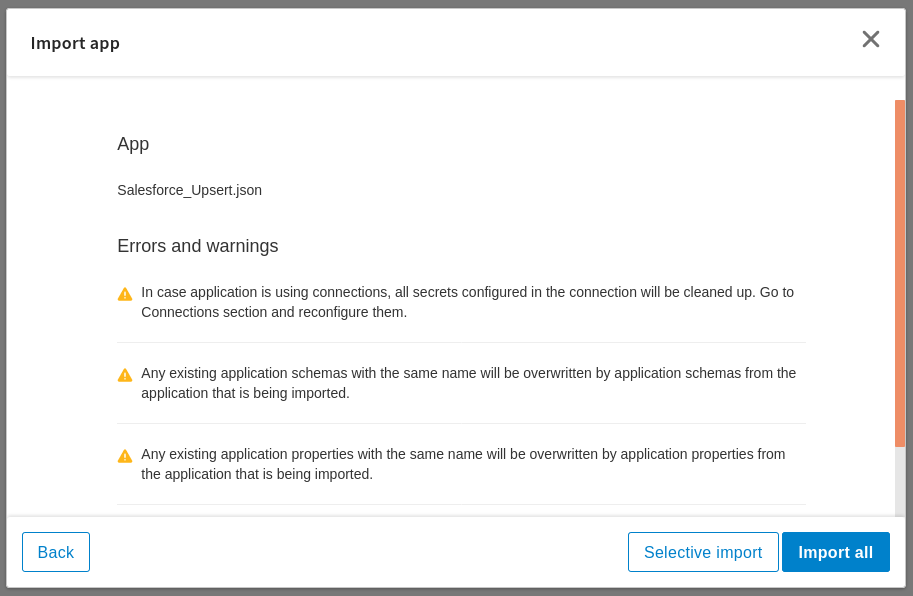 Import app
App
Salesforce_Upsert.json
Errors and warnings
In case application is using connections, all secrets configured in the connection will be cleaned up. Go to
Connections section and reconfigure them.
Any existing application schemas with the same name will be overwritten by application schemas from the
application that is being imported.
Any existing application properties with the same name will be overwritten by application properties from
the application that is being imported.
Back
Selective import
Import all